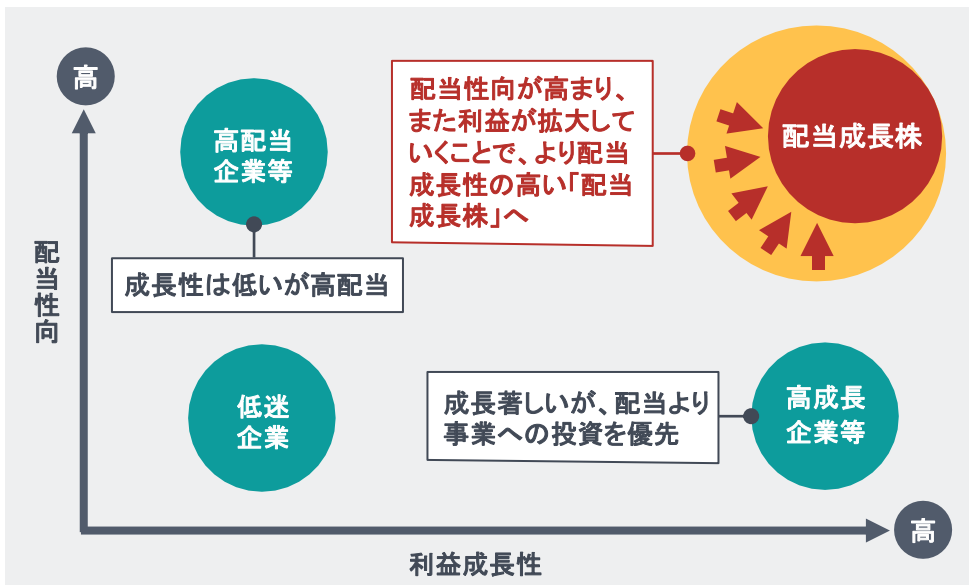 高
高配当
企業等
配当性向が高まり、
また利益が拡大して
いくことで、より配当
成長性の高い「配当
成長株」へ
配当成長株
配当性向
成長性は低いが高配当
低迷
企業
成長著しいが、配当より
事業への投資を優先
高成長
企業等
高
利益成長性